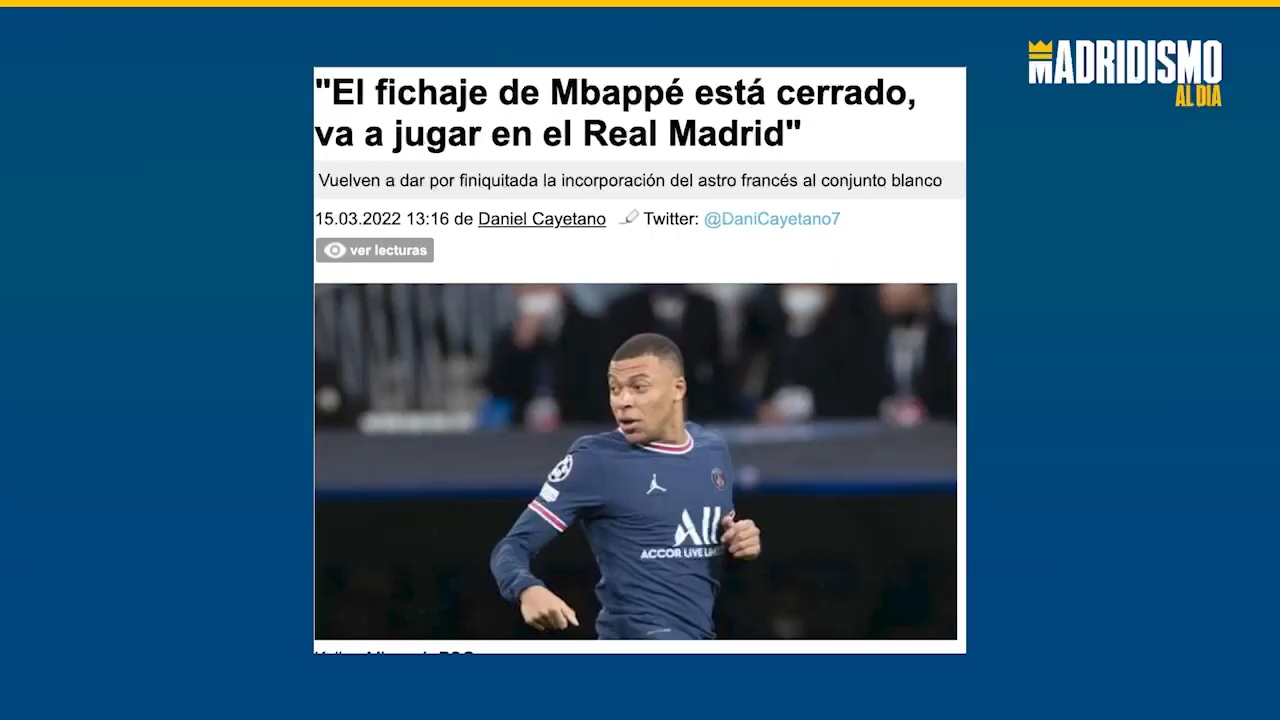 MADRIDISMO
AL DIA
"El fichaje de Mbappé está cerrado,
va a jugar en el Real Madrid"
Vuelven a dar por finiquitada la incorporación del astro francés al conjunto blanco
15.03.2022 13:16 de Daniel Cayetano Twitter: @DaniCayetano7
ver lecturas
ALL
ACCOR LIVE